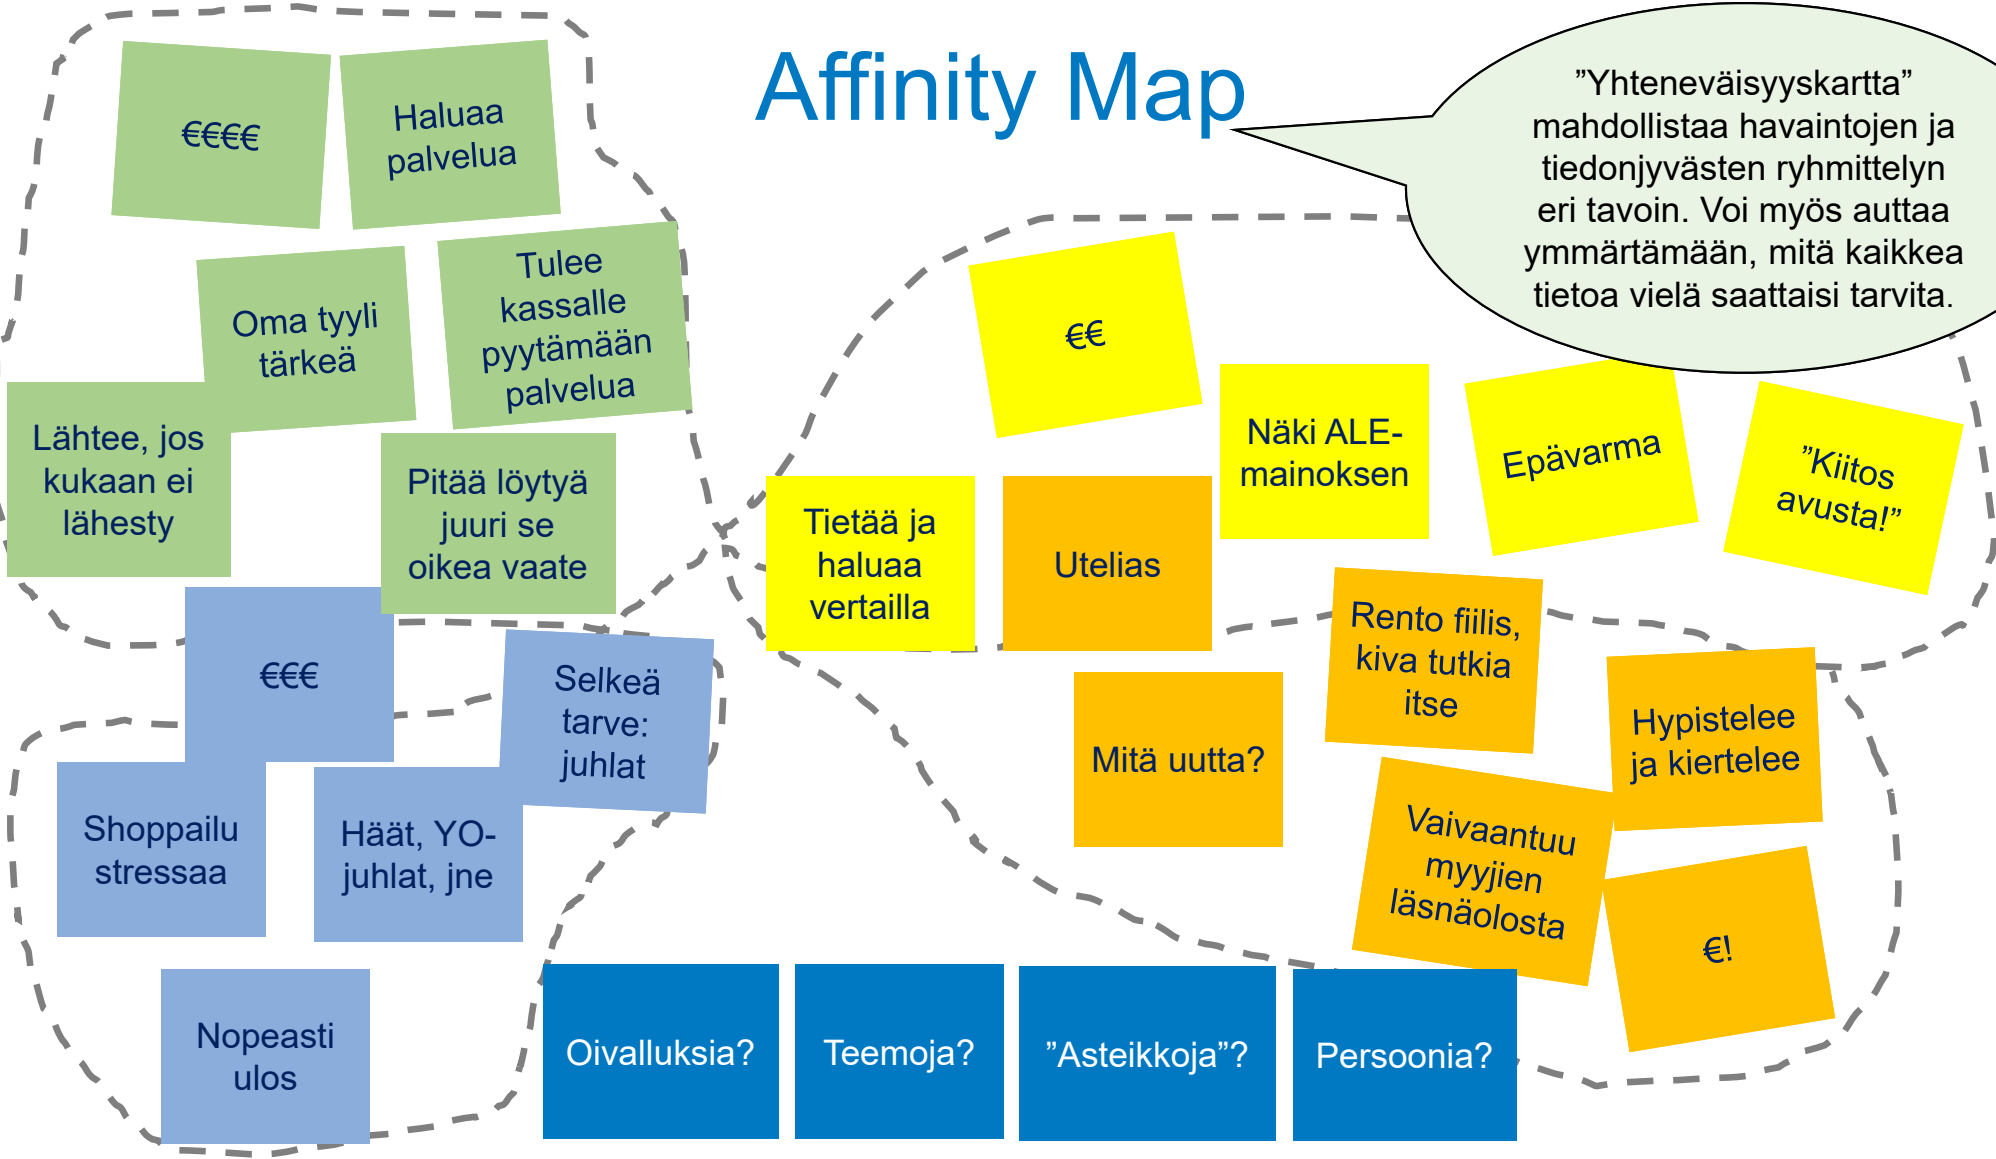 Affinity Map
”Yhteneväisyyskartta”
mahdollistaa havaintojen ja
tiedonjyvästen ryhmittelyn
eri tavoin. Voi myös auttaa
ymmärtämään, mitä kaikkea
tietoa vielä saattaisi tarvita.
€€€€
Haluaa
palvelua
Oma tyyli
tärkeä
Tulee
kassalle
pyytämään
palvelua
Lähtee, jos
kukaan ei
lähesty
Pitää löytyä
juuri se
oikea vaate
€€
Näki ALE-
mainoksen
Epävarma
”Kiitos
avusta!”
Tietää ja
haluaa
vertailla
Utelias
Rento fiilis,
kiva tutkia
itse
Mitä uutta?
Hypistelee
ja kiertelee
Vaivaantuu
myyjien
läsnäolosta
€!
€€€
Selkeä
tarve:
juhlat
Shoppailu
stressaa
Häät, YO-
juhlat, jne
Nopeasti
ulos
Oivalluksia?
Teemoja?
”Asteikkoja”?
Persoonia?